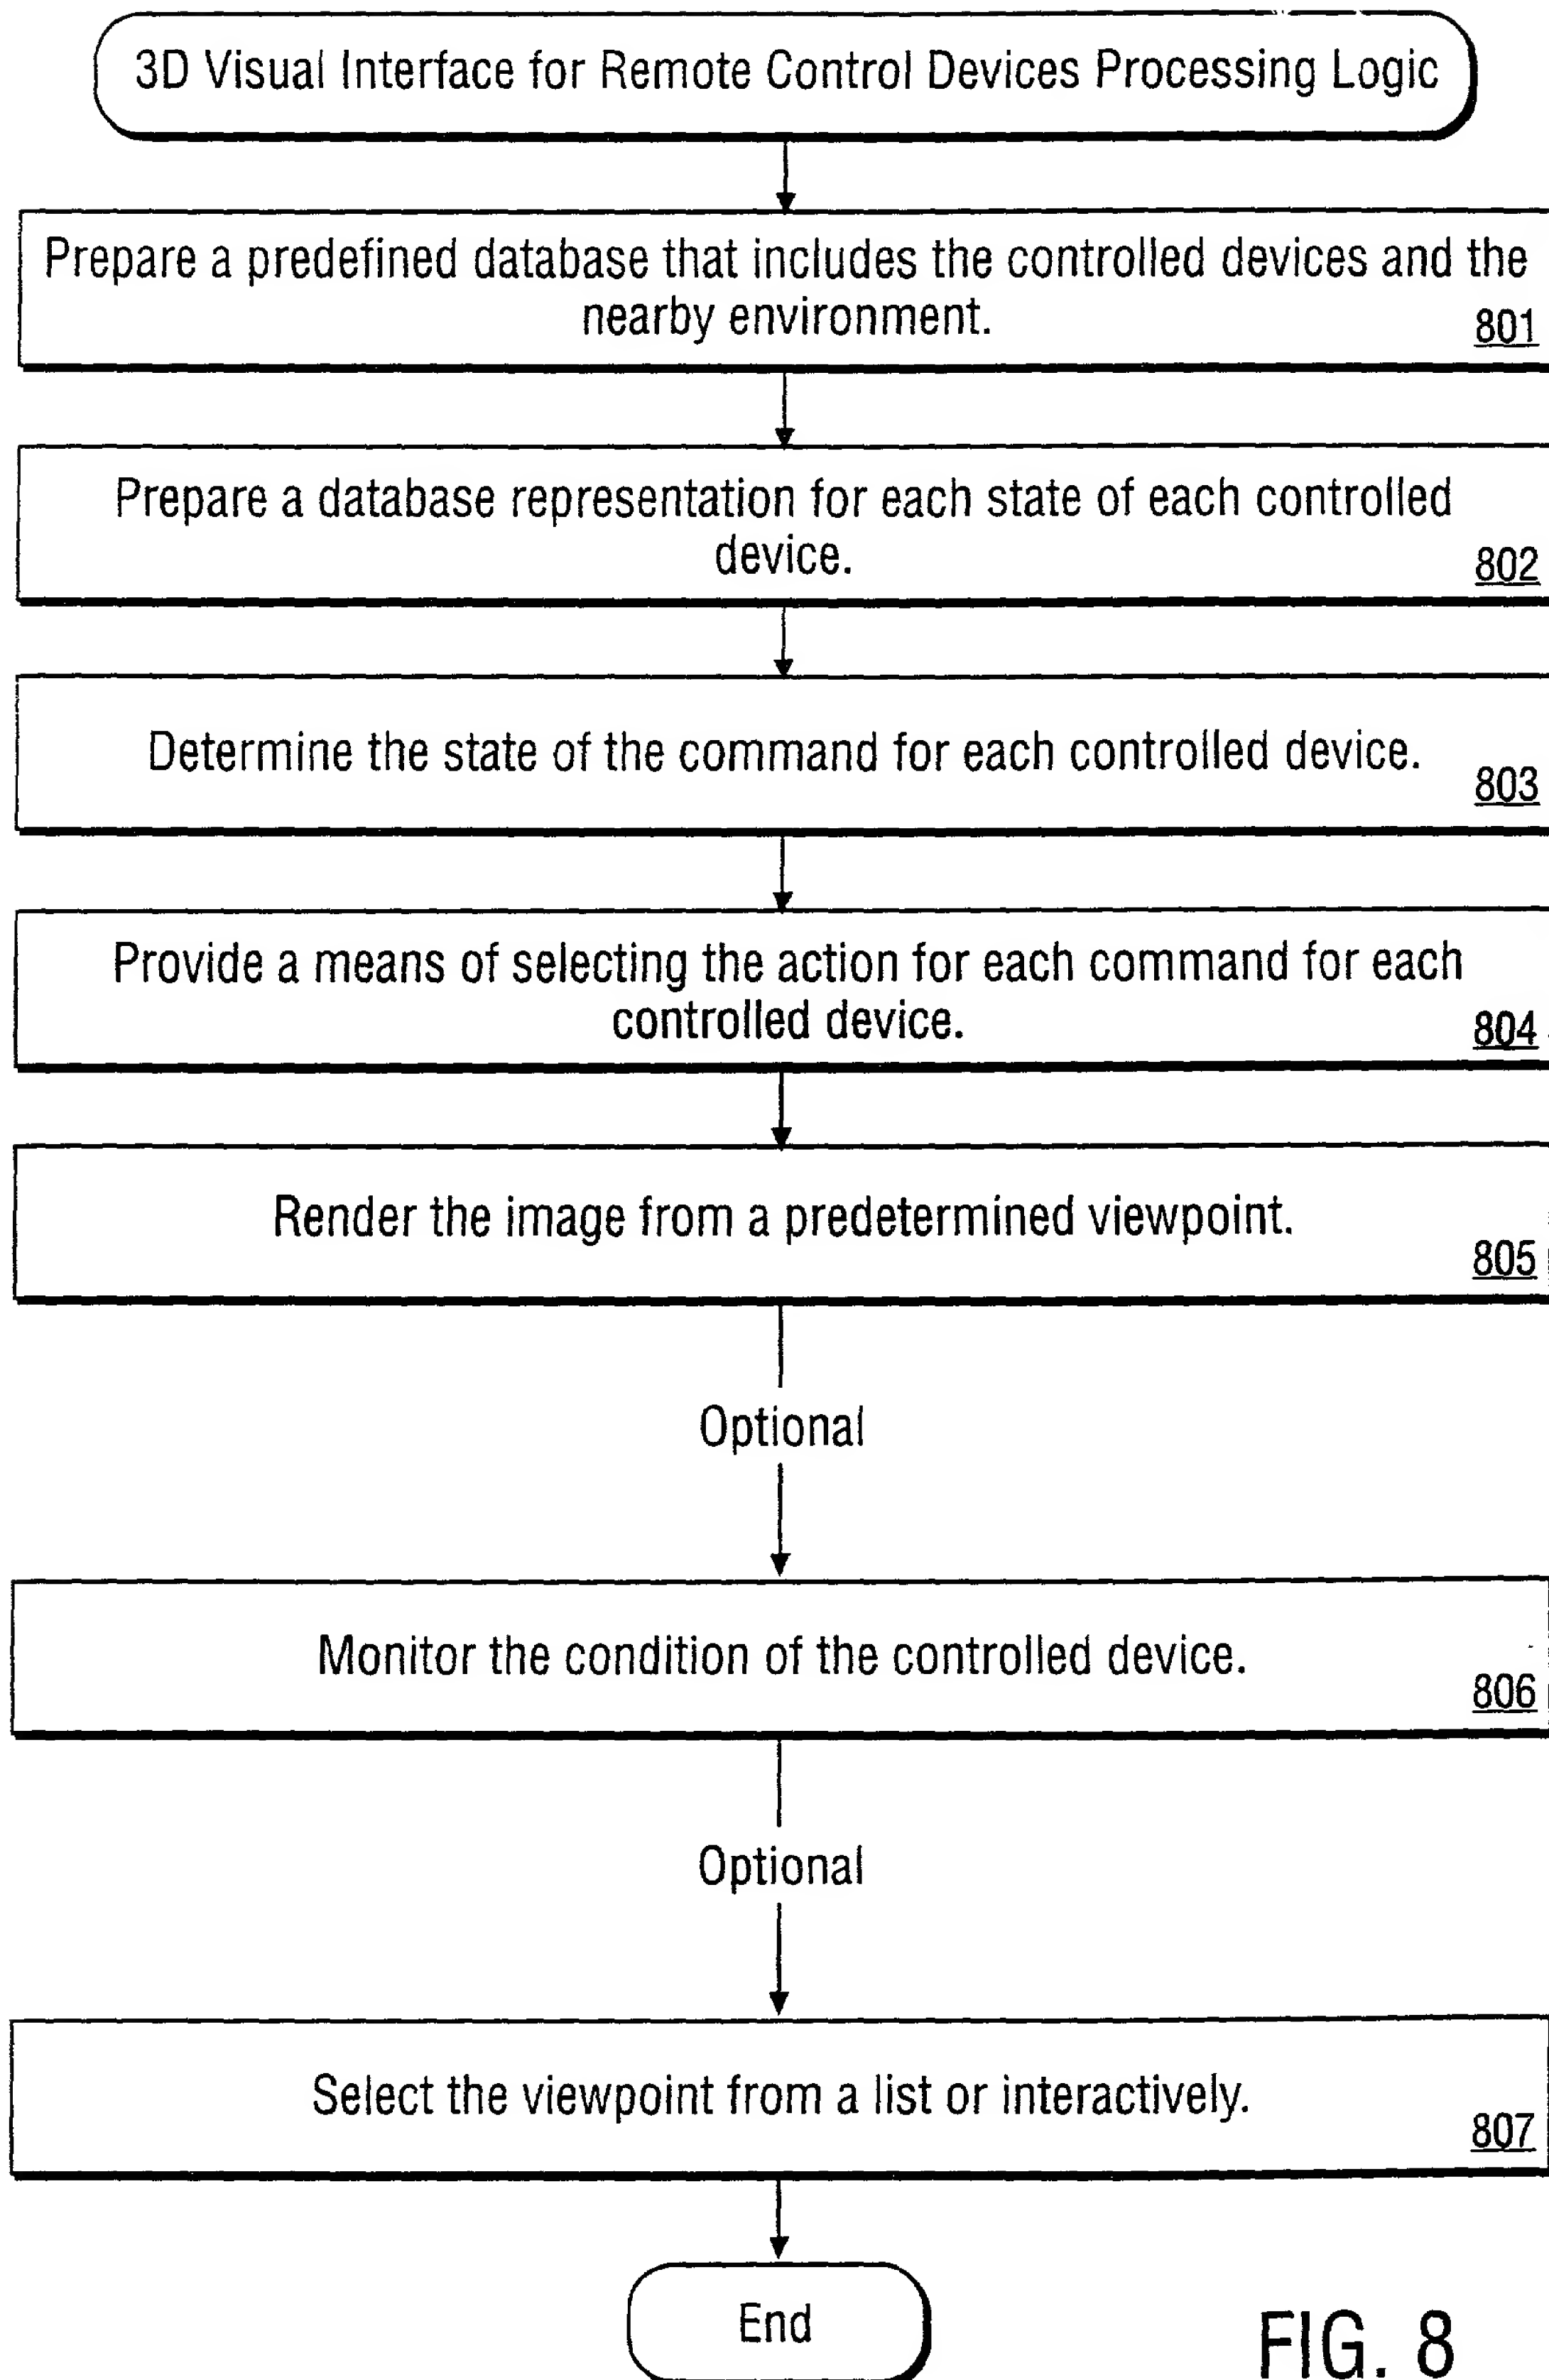 3D Visual Interface for Remote Control Devices Processing Logic
Prepare a predefined database that includes the controlled devices and the
nearby environment.
801
Prepare a database representation for each state of each controlled
device.
802
Determine the state of the command for each controlled device.
803
Provide a means of selecting the action for each command for each
controlled device.
804
Render the image from a predetermined viewpoint.
805
Optional
Monitor the condition of the controlled device.
806
Optional
Select the viewpoint from a list or interactively.
807
End
FIG. 8